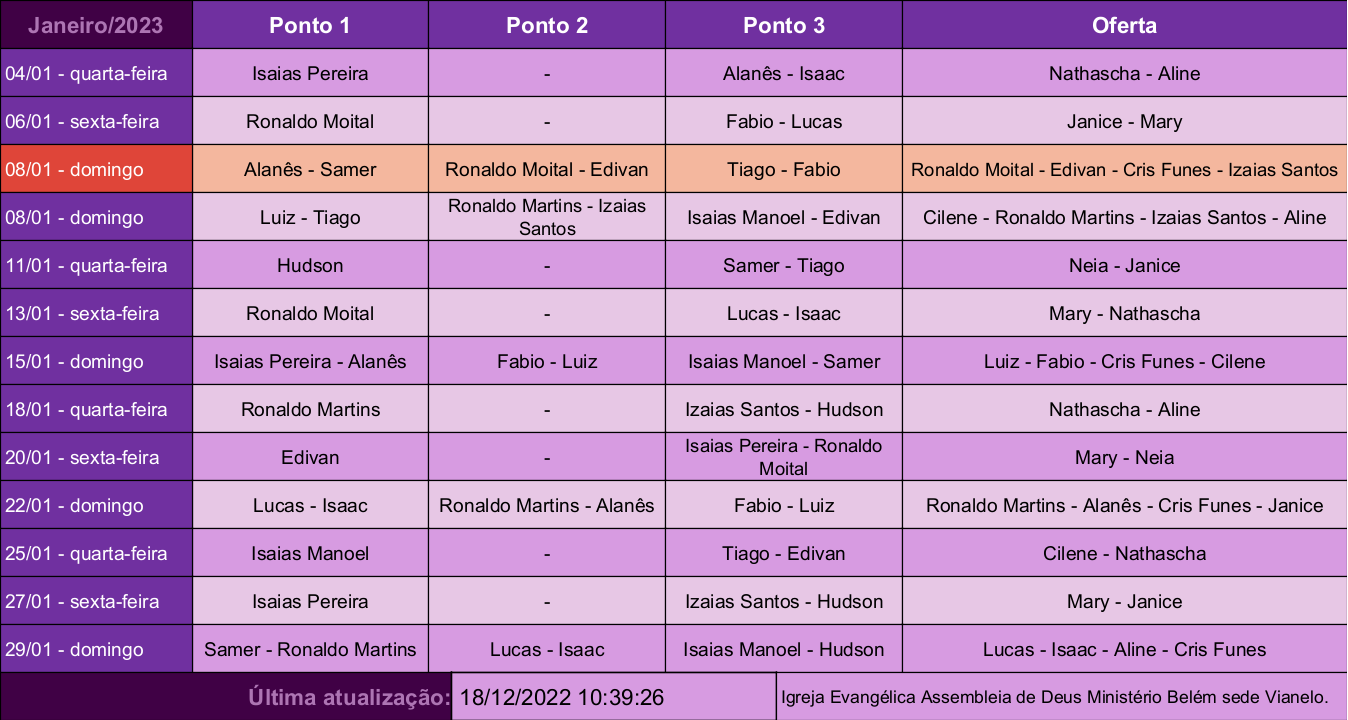 Janeiro/2023 Ponto 1 Ponto 2 Ponto 3 Oferta
04/01 - quarta-feira Isaias Pereira - Alanês - Isaac Nathascha - Aline
06/01 - sexta-feira Ronaldo Moital - Fabio - Lucas Janice - Mary
08/01 - domingo Alanês - Samer Ronaldo Moital - Edivan Tiago - Fabio Ronaldo Moital - Edivan - Cris Funes - Izaias Santos
08/01 - domingo Luiz - Tiago Ronaldo Martins - Izaias Santos Isaias Manoel - Edivan Cilene - Ronaldo Martins - Izaias Santos - Aline
11/01 - quarta-feira Hudson - Samer - Tiago Neia - Janice
13/01 - sexta-feira Ronaldo Moital - Lucas - Isaac Mary - Nathascha
15/01 - domingo Isaias Pereira - Alanês Fabio - Luiz Isaias Manoel - Samer Luiz - Fabio - Cris Funes - Cilene
18/01 - quarta-feira Ronaldo Martins - Izaias Santos - Hudson Nathascha - Aline
20/01 - sexta-feira Edivan - Isaias Pereira - Ronaldo Moital Mary - Neia
22/01 - domingo Lucas - Isaac Ronaldo Martins - Alanês Fabio - Luiz Ronaldo Martins - Alanês - Cris Funes - Janice
25/01 - quarta-feira Isaias Manoel - Tiago - Edivan Cilene - Nathascha
27/01 - sexta-feira Isaias Pereira - Izaias Santos - Hudson Mary - Janice
29/01 - domingo Samer - Ronaldo Martins Lucas - Isaac Isaias Manoel - Hudson Lucas - Isaac - Aline - Cris Funes
Última atualização: 18/12/2022 10:39:26 Igreja Evangélica Assembleia de Deus Ministério Belém sede Vianelo.